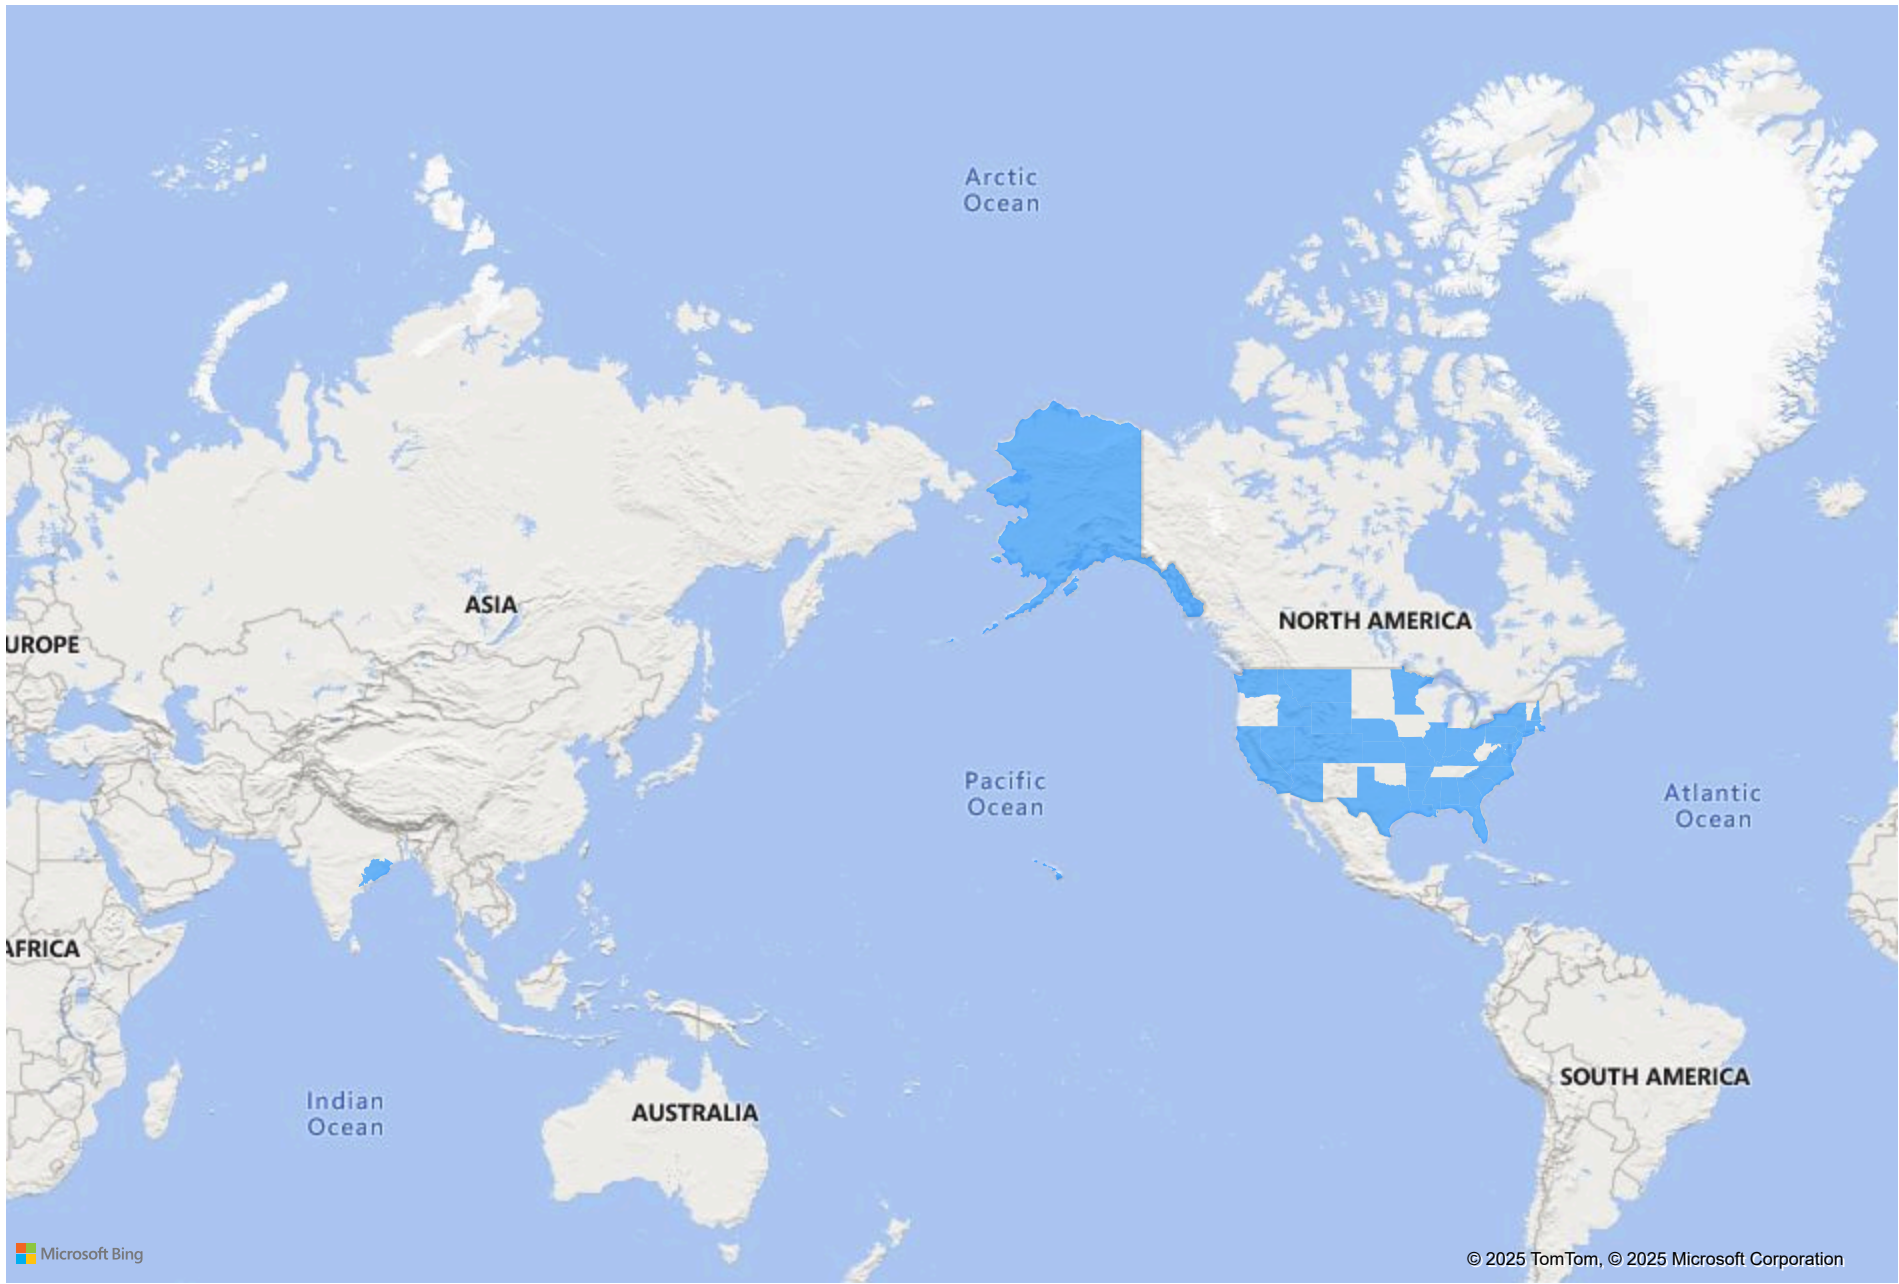 Arctic
Ocean
ASIA
NORTH AMERICA
UROPE
Pacific
Ocean
Atlantic
Ocean
AFRICA
SOUTH AMERICA
Indian
Ocean
AUSTRALIA
Microsoft Bing
© 2025 TomTom, © 2025 Microsoft Corporation